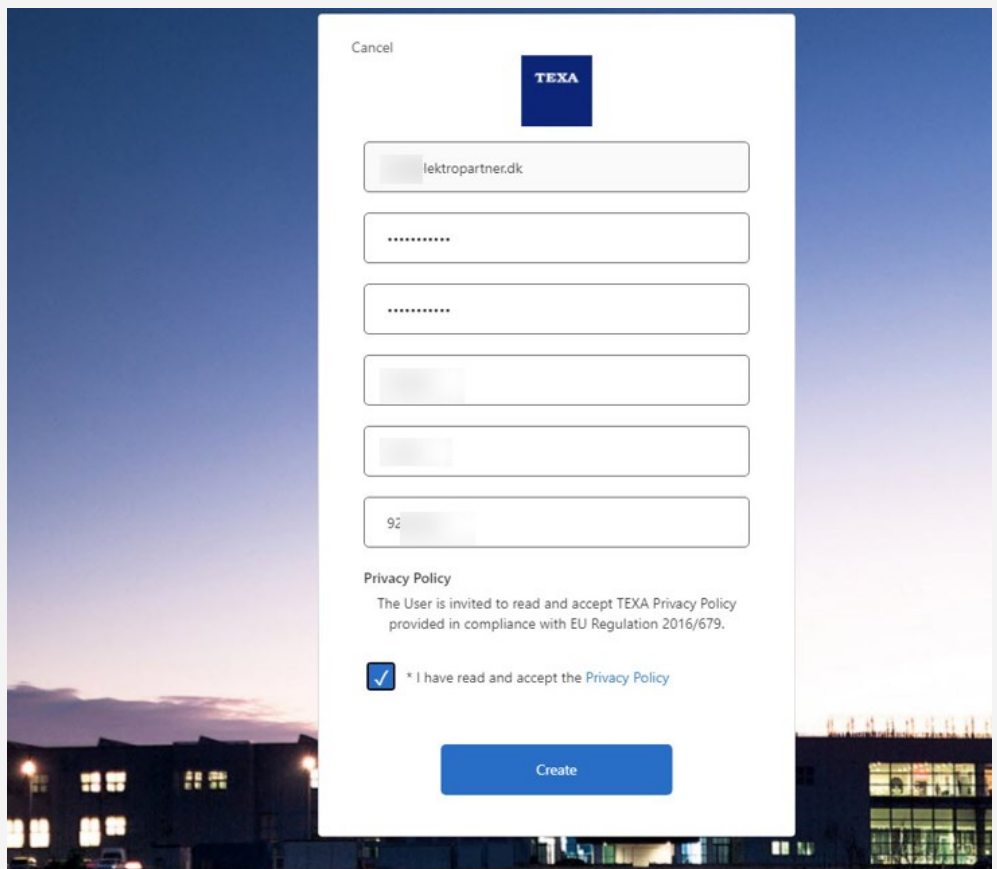 Cancel
TEXA
lektropartner.dk
•••••••••••
•••••••••••
92
Privacy Policy
The User is invited to read and accept TEXA Privacy Policy
provided in compliance with EU Regulation 2016/679.
* I have read and accept the Privacy Policy
Create